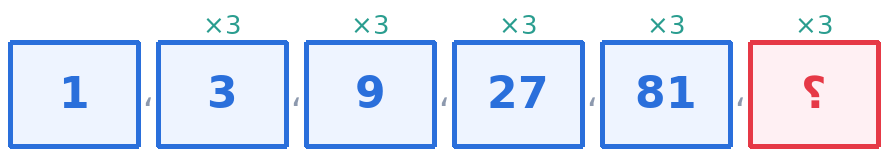 ×3 ×3 ×3 ×3 ×3
1 ، 3 ، 9 ، 27 ، 81 ، ؟